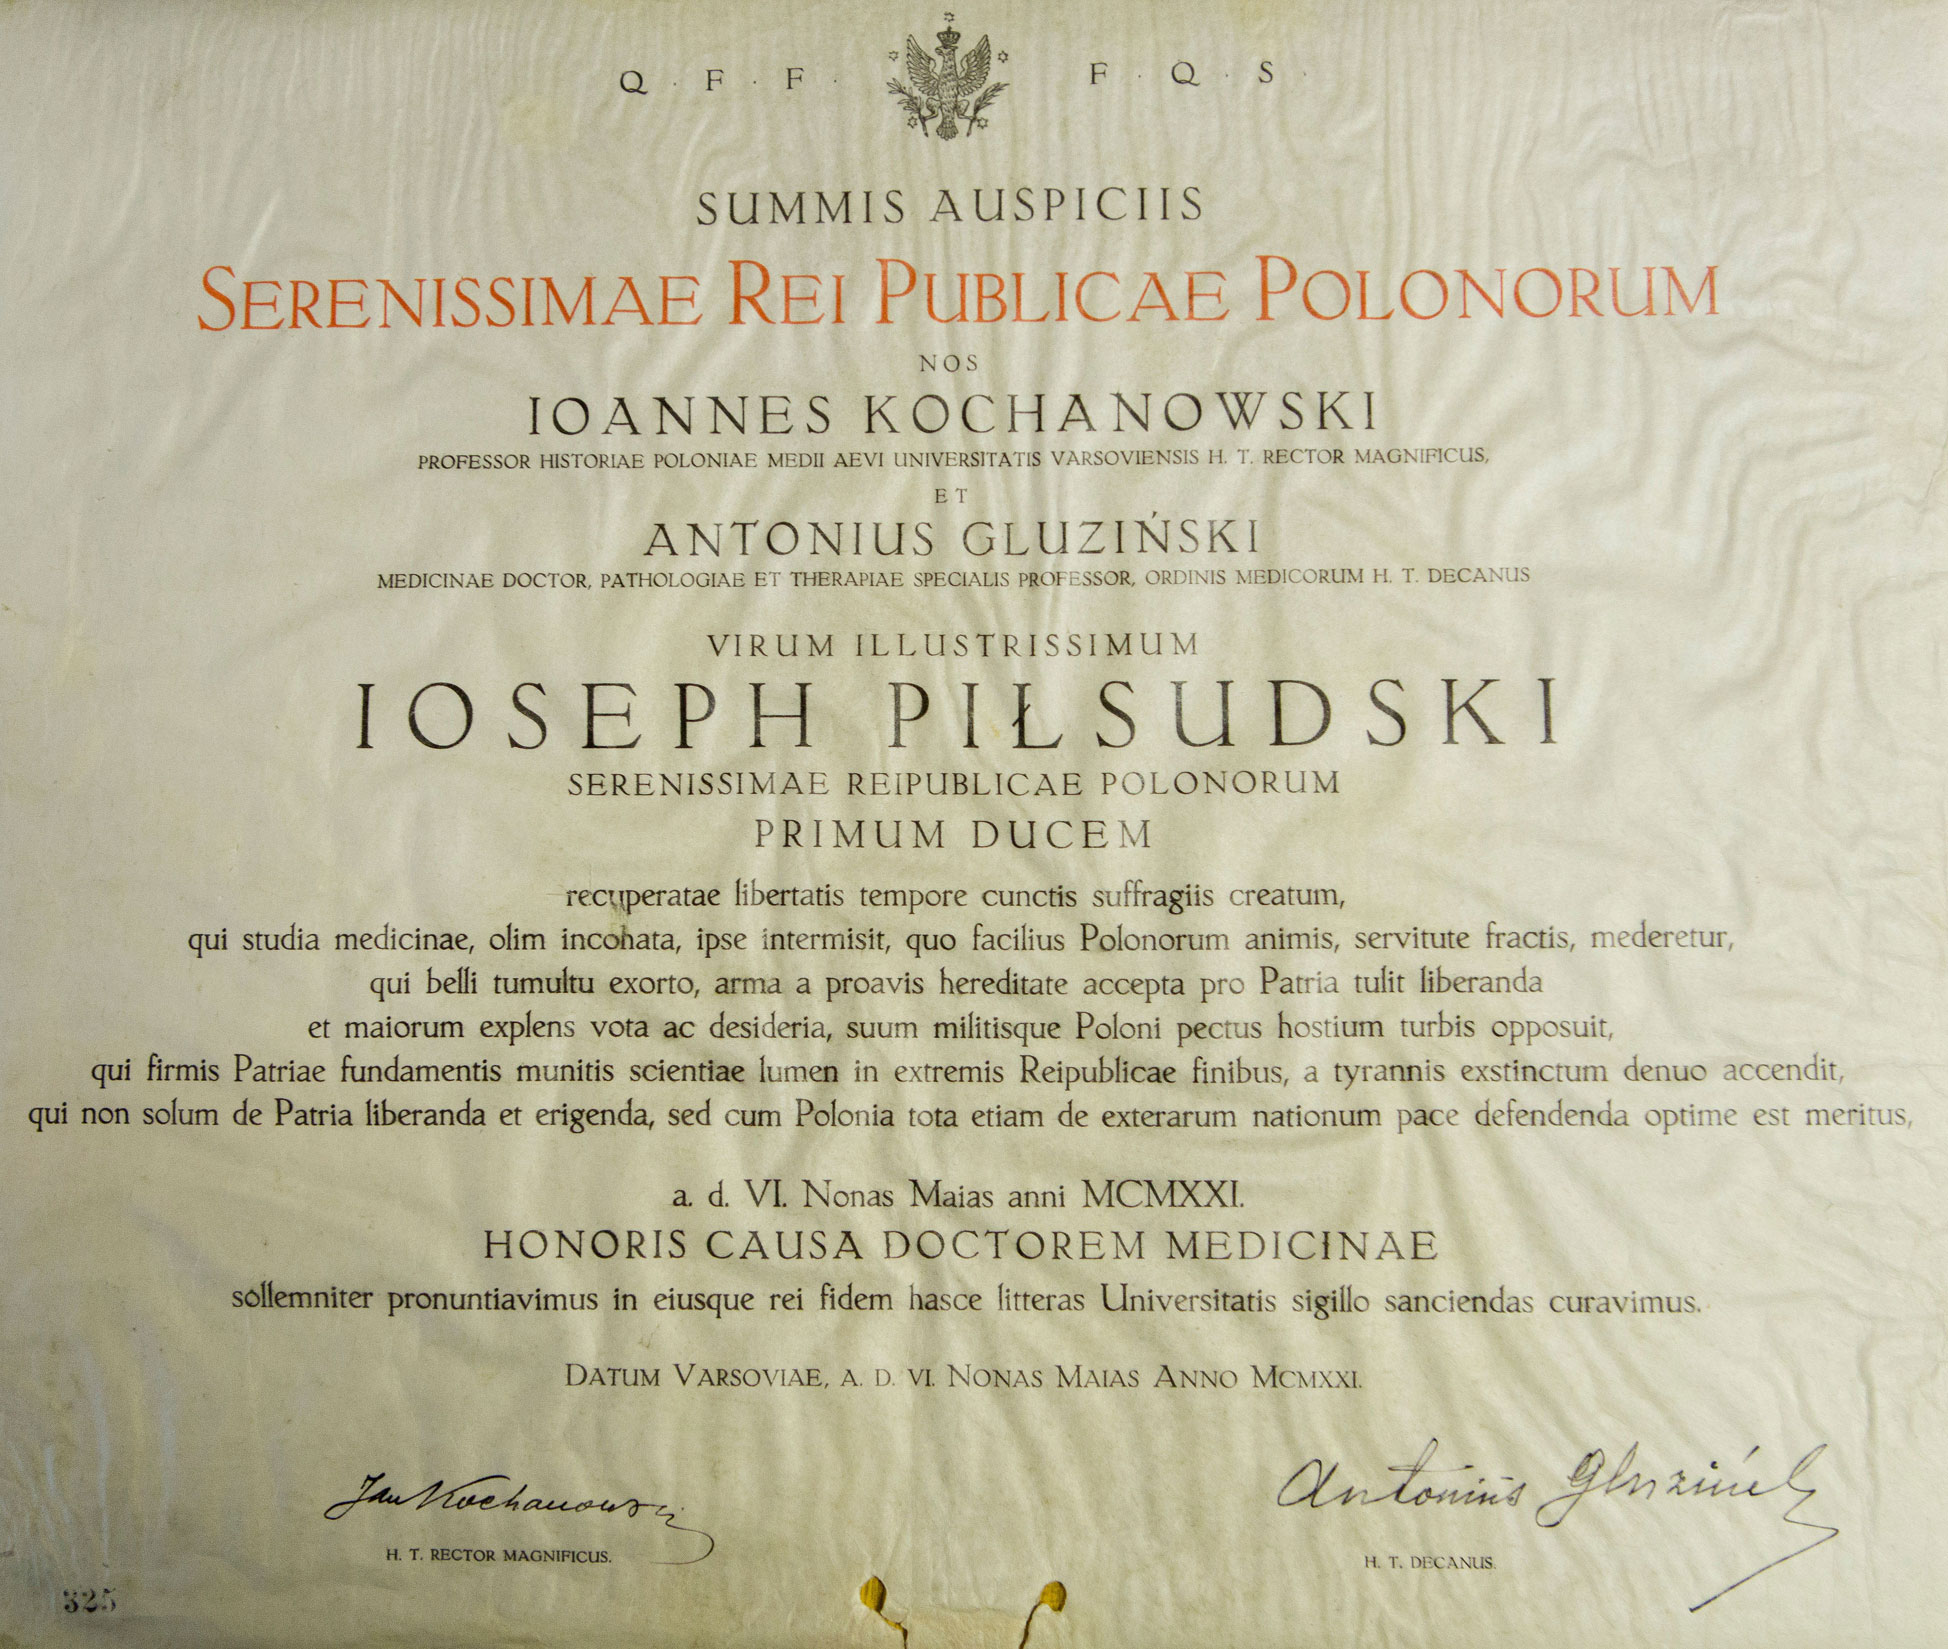 Q · F · F · F · Q · S ·
SUMMIS AUSPICIIS
SERENISSIMAE REI PUBLICAE POLONORUM
NOS
IOANNES KOCHANOWSKI
PROFESSOR HISTORIAE POLONIAE MEDII AEVI UNIVERSITATIS VARSOVIENSIS H. T. RECTOR MAGNIFICUS,
ET
ANTONIUS GLUZIŃSKI
MEDICINAE DOCTOR, PATHOLOGIAE ET THERAPIAE SPECIALIS PROFESSOR, ORDINIS MEDICORUM H. T. DECANUS
VIRUM ILLUSTRISSIMUM
IOSEPH PIŁSUDSKI
SERENISSIMAE REIPUBLICAE POLONORUM
PRIMUM DUCEM
recuperatae libertatis tempore cunctis suffragiis creatum,
qui studia medicinae, olim incohata, ipse intermisit, quo facilius Polonorum animis, servitute fractis, mederetur,
qui belli tumultu exorto, arma a proavis hereditate accepta pro Patria tulit liberanda
et maiorum explens vota ac desideria, suum militisque Poloni pectus hostium turbis opposuit,
qui firmis Patriae fundamentis munitis scientiae lumen in extremis Reipublicae finibus, a tyrannis exstinctum denuo accendit,
qui non solum de Patria liberanda et erigenda, sed cum Polonia tota etiam de exterarum nationum pace defendenda optime est meritus,
a. d. VI. Nonas Maias anni MCMXXI.
HONORIS CAUSA DOCTOREM MEDICINAE
sollemniter pronuntiavimus in eiusque rei fidem hasce litteras Universitatis sigillo sanciendas curavimus.
DATUM VARSOVIAE, A. D. VI. NONAS MAIAS ANNO MCMXXI.
Jan Kochanowski
Antonius Gluziński
H. T. RECTOR MAGNIFICUS.
H. T. DECANUS.
325